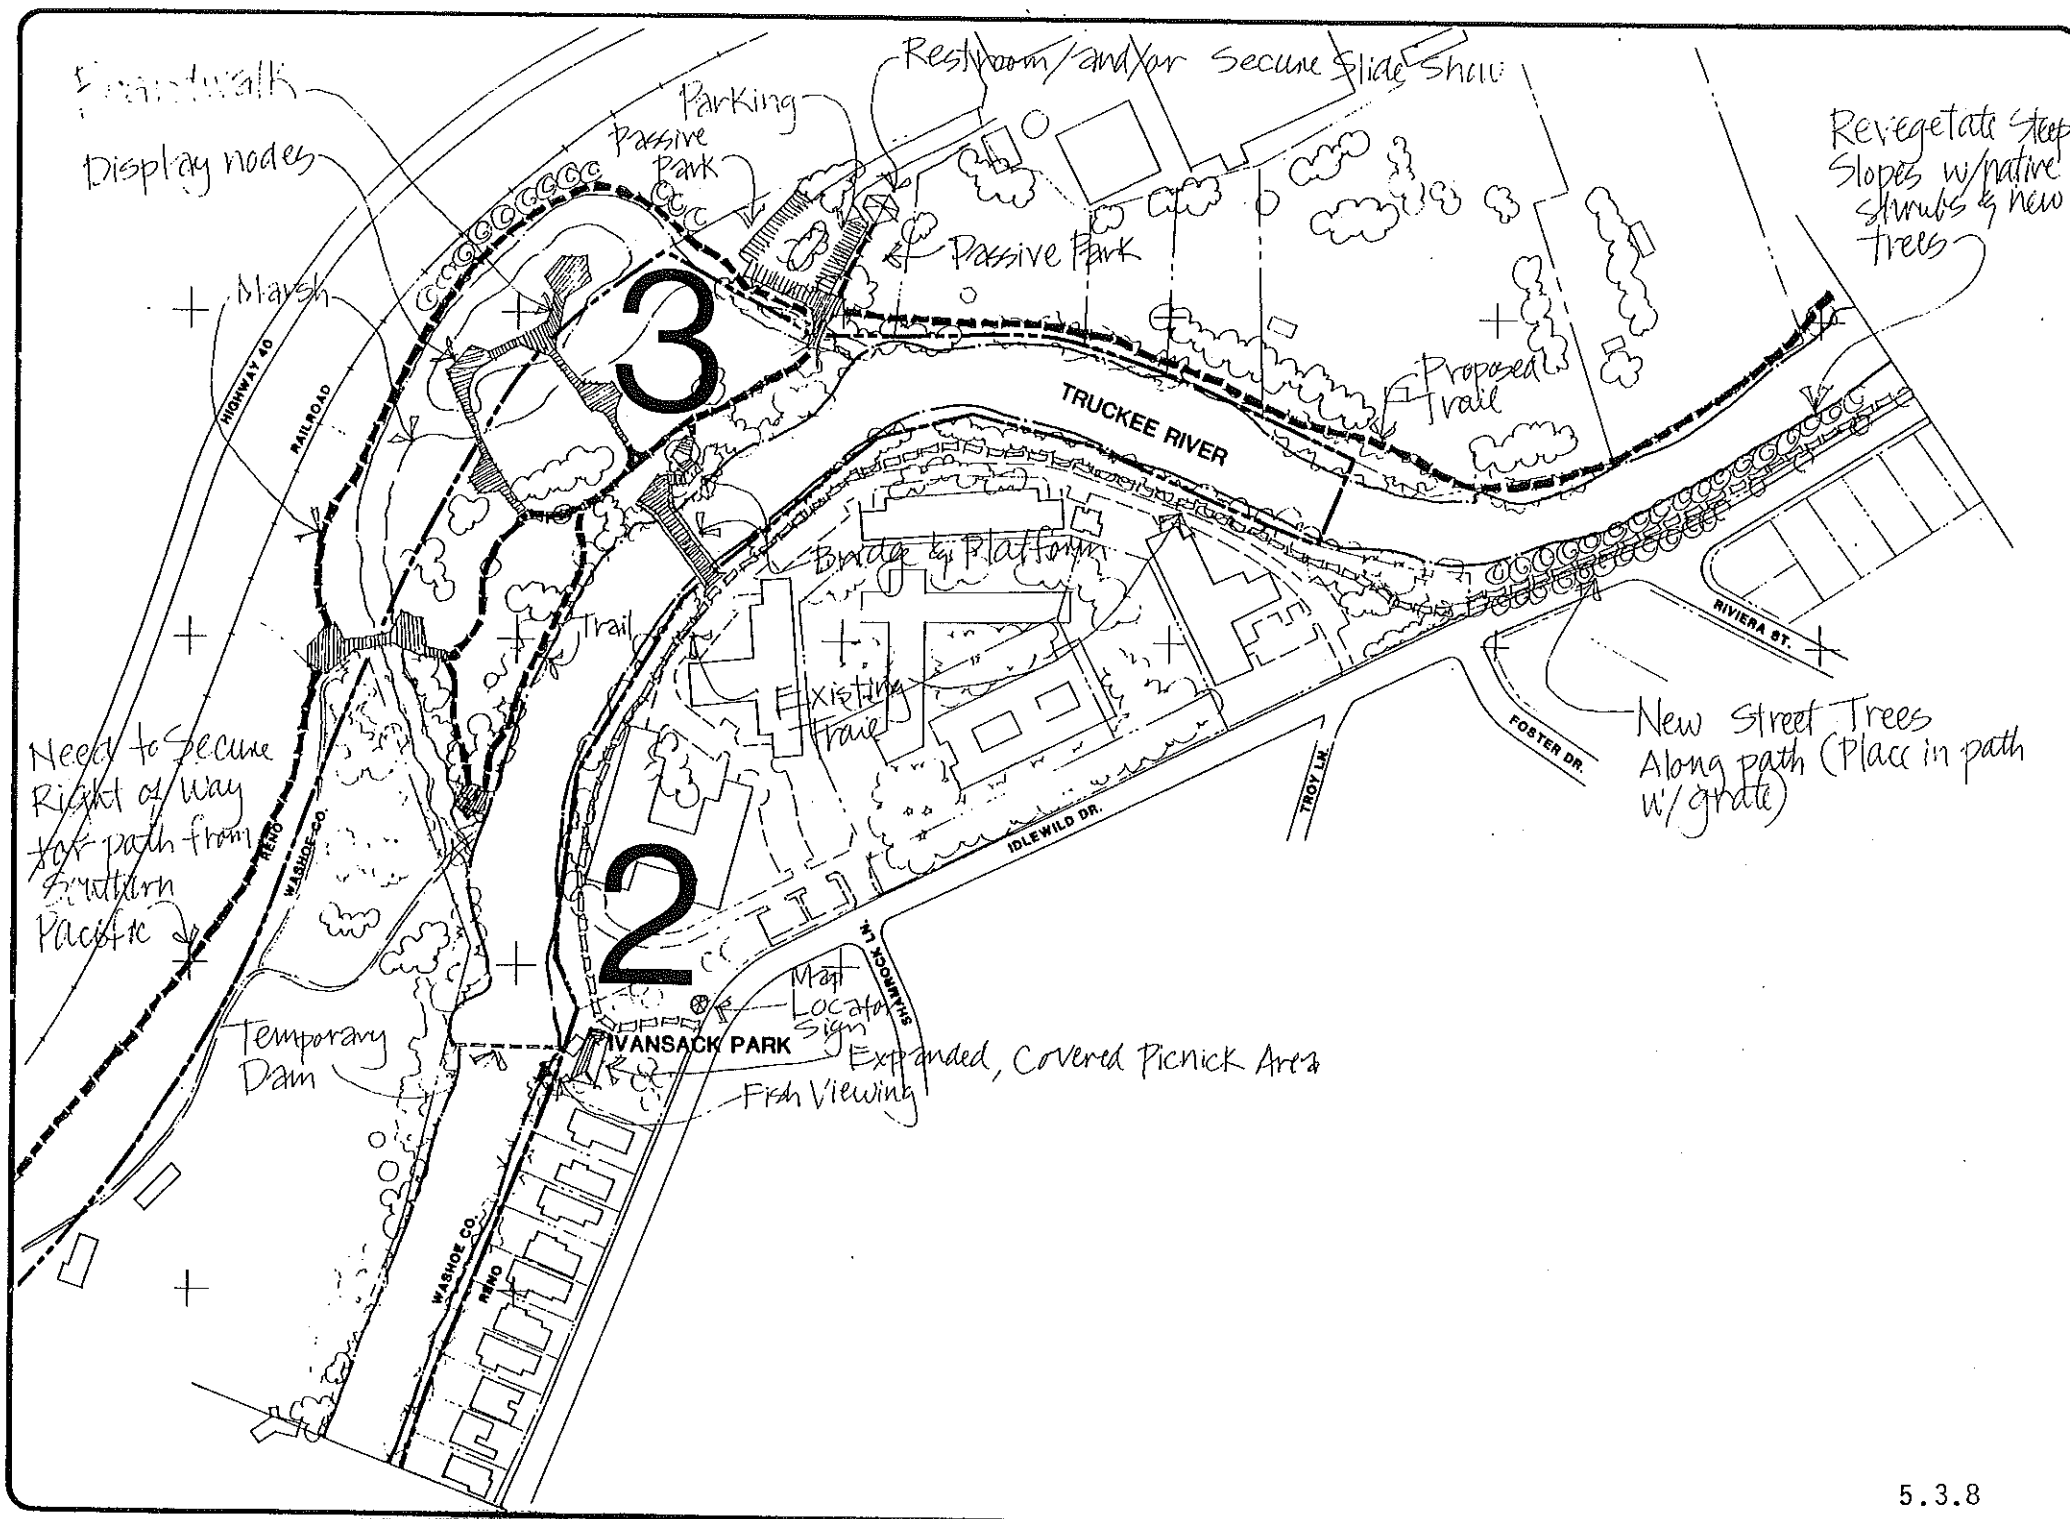 Boardwalk
Display nodes
Marsh
Parking
Passive
Park
Restroom/and/or Secure Slide Show
Passive Park
Revegetate Steep
Slopes w/native
shrubs & new
trees
HIGHWAY 40
RAILROAD
3
TRUCKEE RIVER
Proposed
Trail
Bridge & Platform
Trail
Existing
Trail
RIVIERA ST.
FOSTER DR.
TROY LN.
IDLEWILD DR.
SHAMROCK LN.
New Street Trees
Along path (Place in path
w/ grate)
Need to Secure
Right of Way
for path from
Southern
Pacific
RENO
WASHOE CO.
2
Map
Locator
Sign
IVANSACK PARK
Expanded, Covered Picnick Area
Fish Viewing
Temporary
Dam
WASHOE CO.
RENO
5.3.8